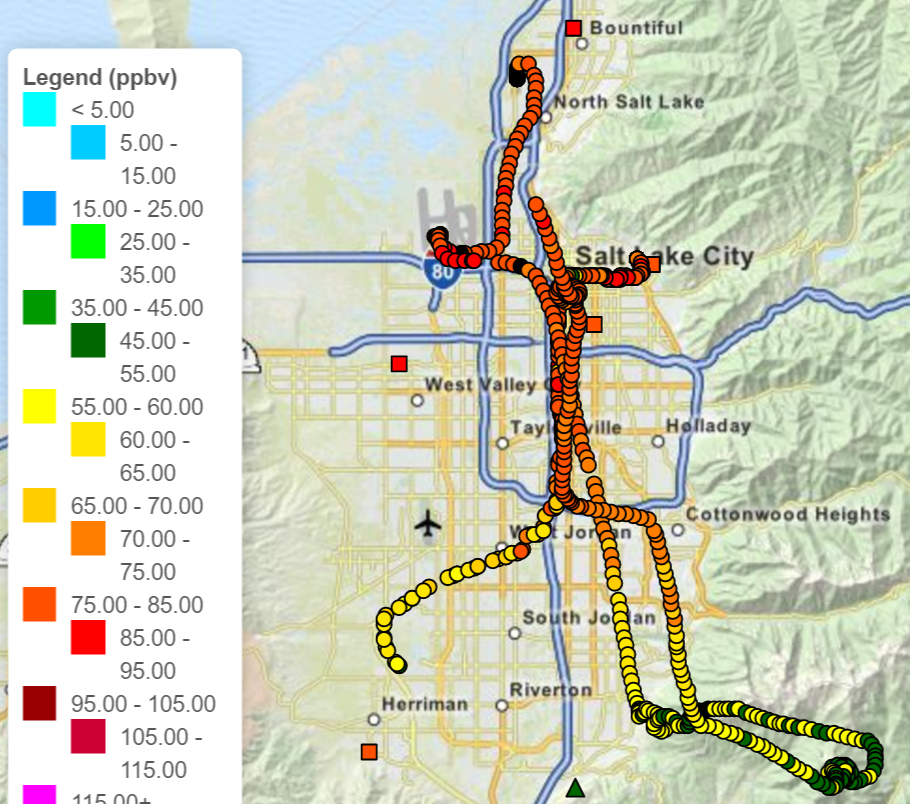 Bountiful
Legend (ppbv)
< 5.00
North Salt Lake
5.00 -
15.00
15.00 - 25.00
25.00 -
35.00
Salt Lake City
80
35.00 - 45.00
45.00 -
55.00
1
West Valley City
55.00 - 60.00
Taylorsville
Holladay
60.00 -
65.00
65.00 - 70.00
Cottonwood Heights
70.00 -
75.00
West Jordan
75.00 - 85.00
South Jordan
85.00 -
95.00
Riverton
95.00 - 105.00
Herriman
105.00 -
115.00
115.00+